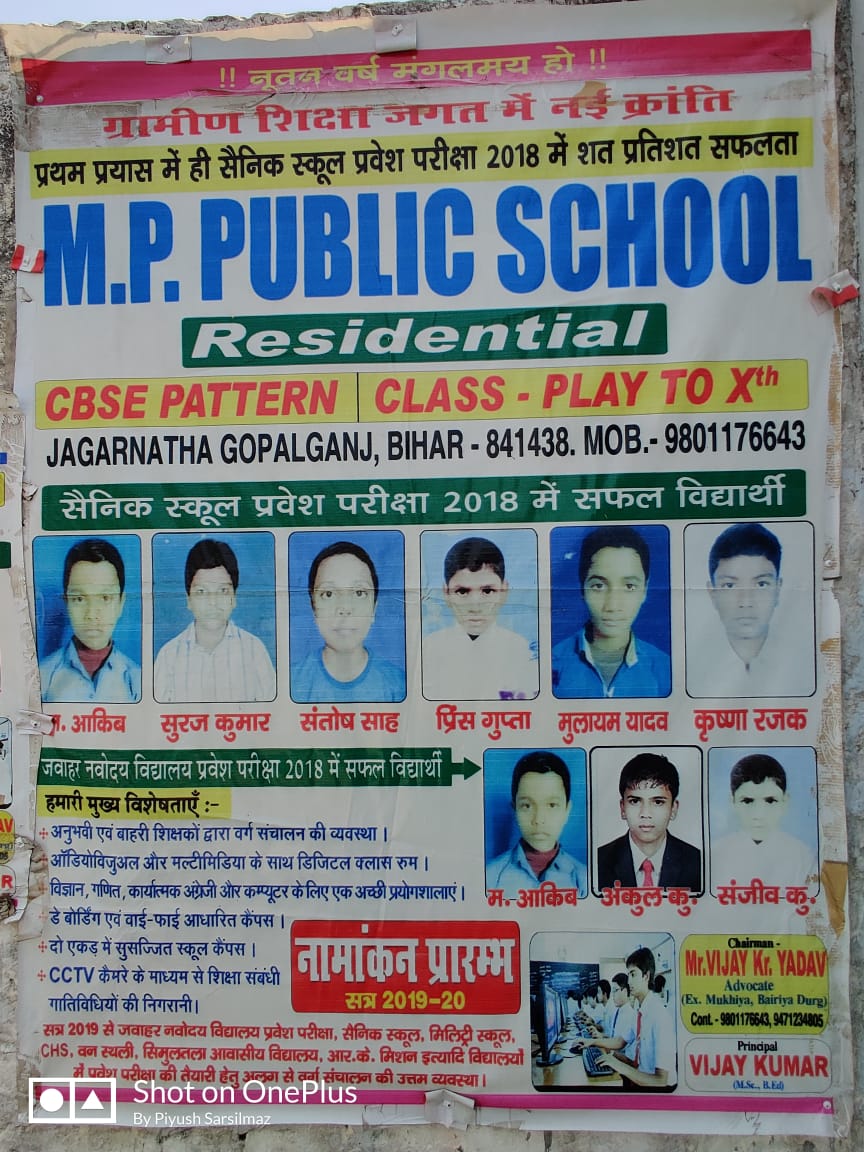 !! नूतन वर्ष मंगलमय हो !!
ग्रामीण शिक्षा जगत में नई क्रांति
प्रथम प्रयास में ही सैनिक स्कूल प्रवेश परीक्षा 2018 में शत प्रतिशत सफलता
M.P. PUBLIC SCHOOL
Residential
CBSE PATTERN CLASS - PLAY TO Xth
JAGARNATHA GOPALGANJ, BIHAR - 841438. MOB.- 9801176643
सैनिक स्कूल प्रवेश परीक्षा 2018 में सफल विद्यार्थी
म. आकिब सुरज कुमार संतोष साह प्रिंस गुप्ता मुलायम यादव कृष्णा रजक
जवाहर नवोदय विद्यालय प्रवेश परीक्षा 2018 में सफल विद्यार्थी
म. आकिब अंकुल कु. संजीव कु.
हमारी मुख्य विशेषताएँ :-
अनुभवी एवं बाहरी शिक्षकों द्वारा वर्ग संचालन की व्यवस्था ।
ऑडियोविजुअल और मल्टीमिडिया के साथ डिजिटल क्लास रुम ।
विज्ञान, गणित, कार्यात्मक अंग्रेजी और कम्प्यूटर के लिए एक अच्छी प्रयोगशालाएं ।
डे बोर्डिंग एवं वाई-फाई आधारित कैंपस ।
दो एकड़ में सुसज्जित स्कूल कैंपस ।
CCTV कैमरे के माध्यम से शिक्षा संबंधी
गातिविधियों की निगरानी।
नामांकन प्रारम्भ
सत्र 2019-20
सत्र 2019 से जवाहर नवोदय विद्यालय प्रवेश परीक्षा, सैनिक स्कूल, मिलिट्री स्कूल,
CHS, वन स्थली, सिमुलतला आवासीय विद्यालय, आर.के. मिशन इत्यादि विद्यालयों
में प्रवेश परीक्षा की तैयारी हेतु अलग से वर्ग संचालन की उत्तम व्यवस्था।
Chairman -
Mr.VIJAY Kr. YADAV
Advocate
(Ex. Mukhiya, Bairiya Durg)
Cont. - 9801176643, 9471234805
Principal
VIJAY KUMAR
(M.Sc., B.Ed)
Shot on OnePlus
By Piyush Sarsilmaz